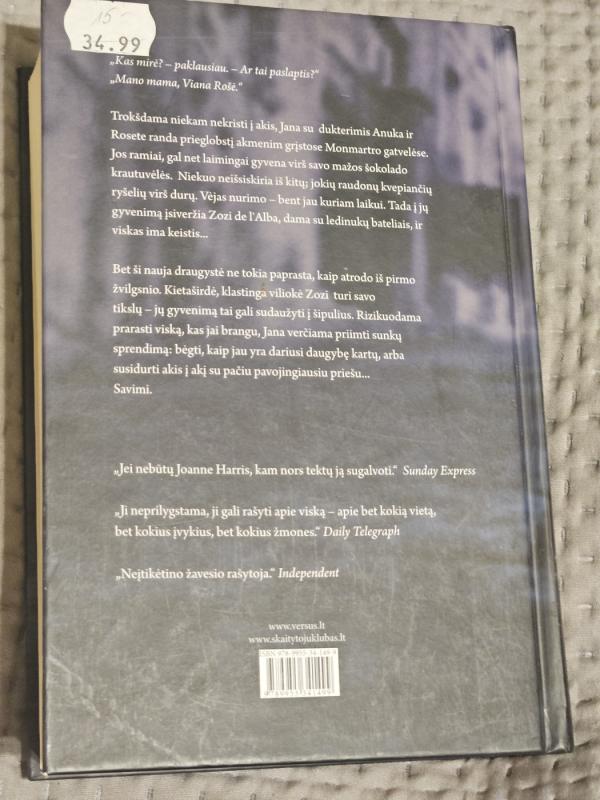 15-
34.99
„Kas mirė? – paklausiau. – Ar tai paslaptis?“
„Mano mama, Viana Rošė.“
Trokšdama niekam nekristi į akis, Jana su dukterimis Anuka ir
Rosete randa prieglobstį akmenim grįstose Monmartro gatvelėse.
Jos ramiai, gal net laimingai gyvena virš savo mažos šokolado
krautuvėlės. Niekuo neišsiskiria iš kitų; jokių raudonų kvepiančių
ryšelių virš durų. Vėjas nurimo – bent jau kuriam laikui. Tada į jų
gyvenimą įsiveržia Zozi de l'Alba, dama su ledinukų bateliais, ir
viskas ima keistis...
Bet ši nauja draugystė ne tokia paprasta, kaip atrodo iš pirmo
žvilgsnio. Kietaširdė, klastinga viliokė Zozi turi savo
tikslų – jų gyvenimą tai gali sudaužyti į šipulius. Rizikuodama
prarasti viską, kas jai brangu, Jana verčiama priimti sunkų
sprendimą: bėgti, kaip jau yra dariusi daugybę kartų, arba
susidurti akis į akį su pačiu pavojingiausiu priešu...
Savimi.
„Jei nebūtų Joanne Harris, kam nors tektų ją sugalvoti.“ Sunday Express
„Ji neprilygstama, ji gali rašyti apie viską – apie bet kokią vietą,
bet kokius įvykius, bet kokius žmones.“ Daily Telegraph
„Neįtikėtino žavesio rašytoja.“ Independent
www.versus.lt
www.skaitytojuklubas.lt
ISBN 978-9955-34-149-9
9789955341499